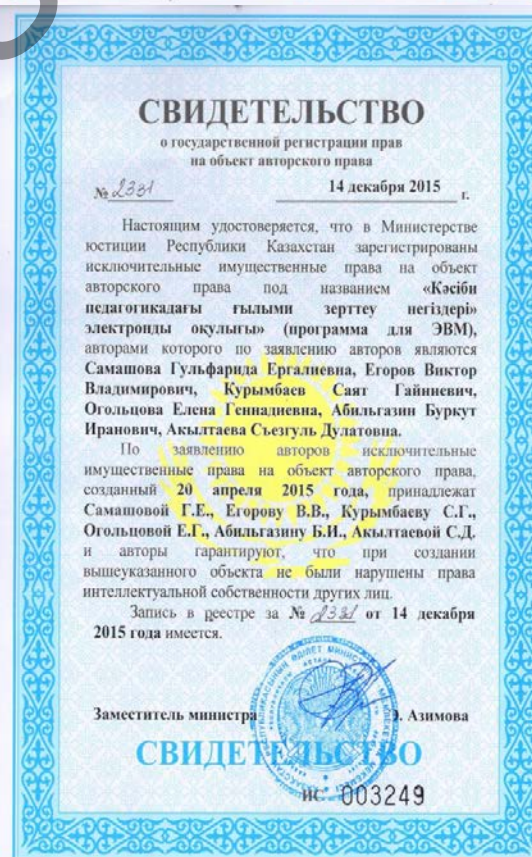 СВИДЕТЕЛЬСТВО
о государственной регистрации прав
на объект авторского права
№ 2331 14 декабря 2015 г.
Настоящим удостоверяется, что в Министерстве
юстиции Республики Казахстан зарегистрированы
исключительные имущественные права на объект
авторского права под названием «Кәсіби
педагогикадағы ғылыми зерттеу негіздері»
электронды оқулығы» (программа для ЭВМ),
авторами которого по заявлению авторов являются
Самашова Гульфарида Ергалиевна, Егоров Виктор
Владимирович, Курымбаев Саят Гайниевич,
Огольцова Елена Геннадиевна, Абильгазин Буркут
Иранович, Акылтаева Съезгуль Дулатовна.
По заявлению авторов исключительные
имущественные права на объект авторского права,
созданный 20 апреля 2015 года, принадлежат
Самашовой Г.Е., Егорову В.В., Курымбаеву С.Г.,
Огольцовой Е.Г., Абильгазину Б.И., Акылтаевой С.Д.
и авторы гарантируют, что при создании
вышеуказанного объекта не были нарушены права
интеллектуальной собственности других лиц.
Запись в реестре за № 2331 от 14 декабря
2015 года имеется.
Заместитель министра Э. Азимова
СВИДЕТЕЛЬСТВО
ИС 003249